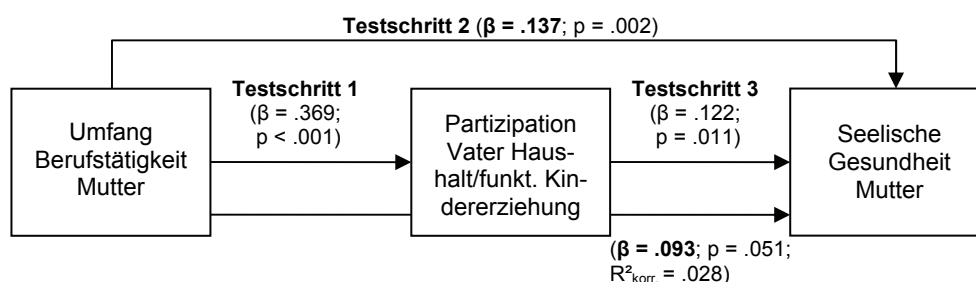 Testschritt 2 (β = .137; p = .002)
Testschritt 1
(β = .369;
p < .001)
Testschritt 3
(β = .122;
p = .011)
Umfang
Berufstätigkeit
Mutter
Partizipation
Vater Haus-
halt/funkt. Kin-
dererziehung
Seelische
Gesundheit
Mutter
(β = .093; p = .051;
R²korr. = .028)